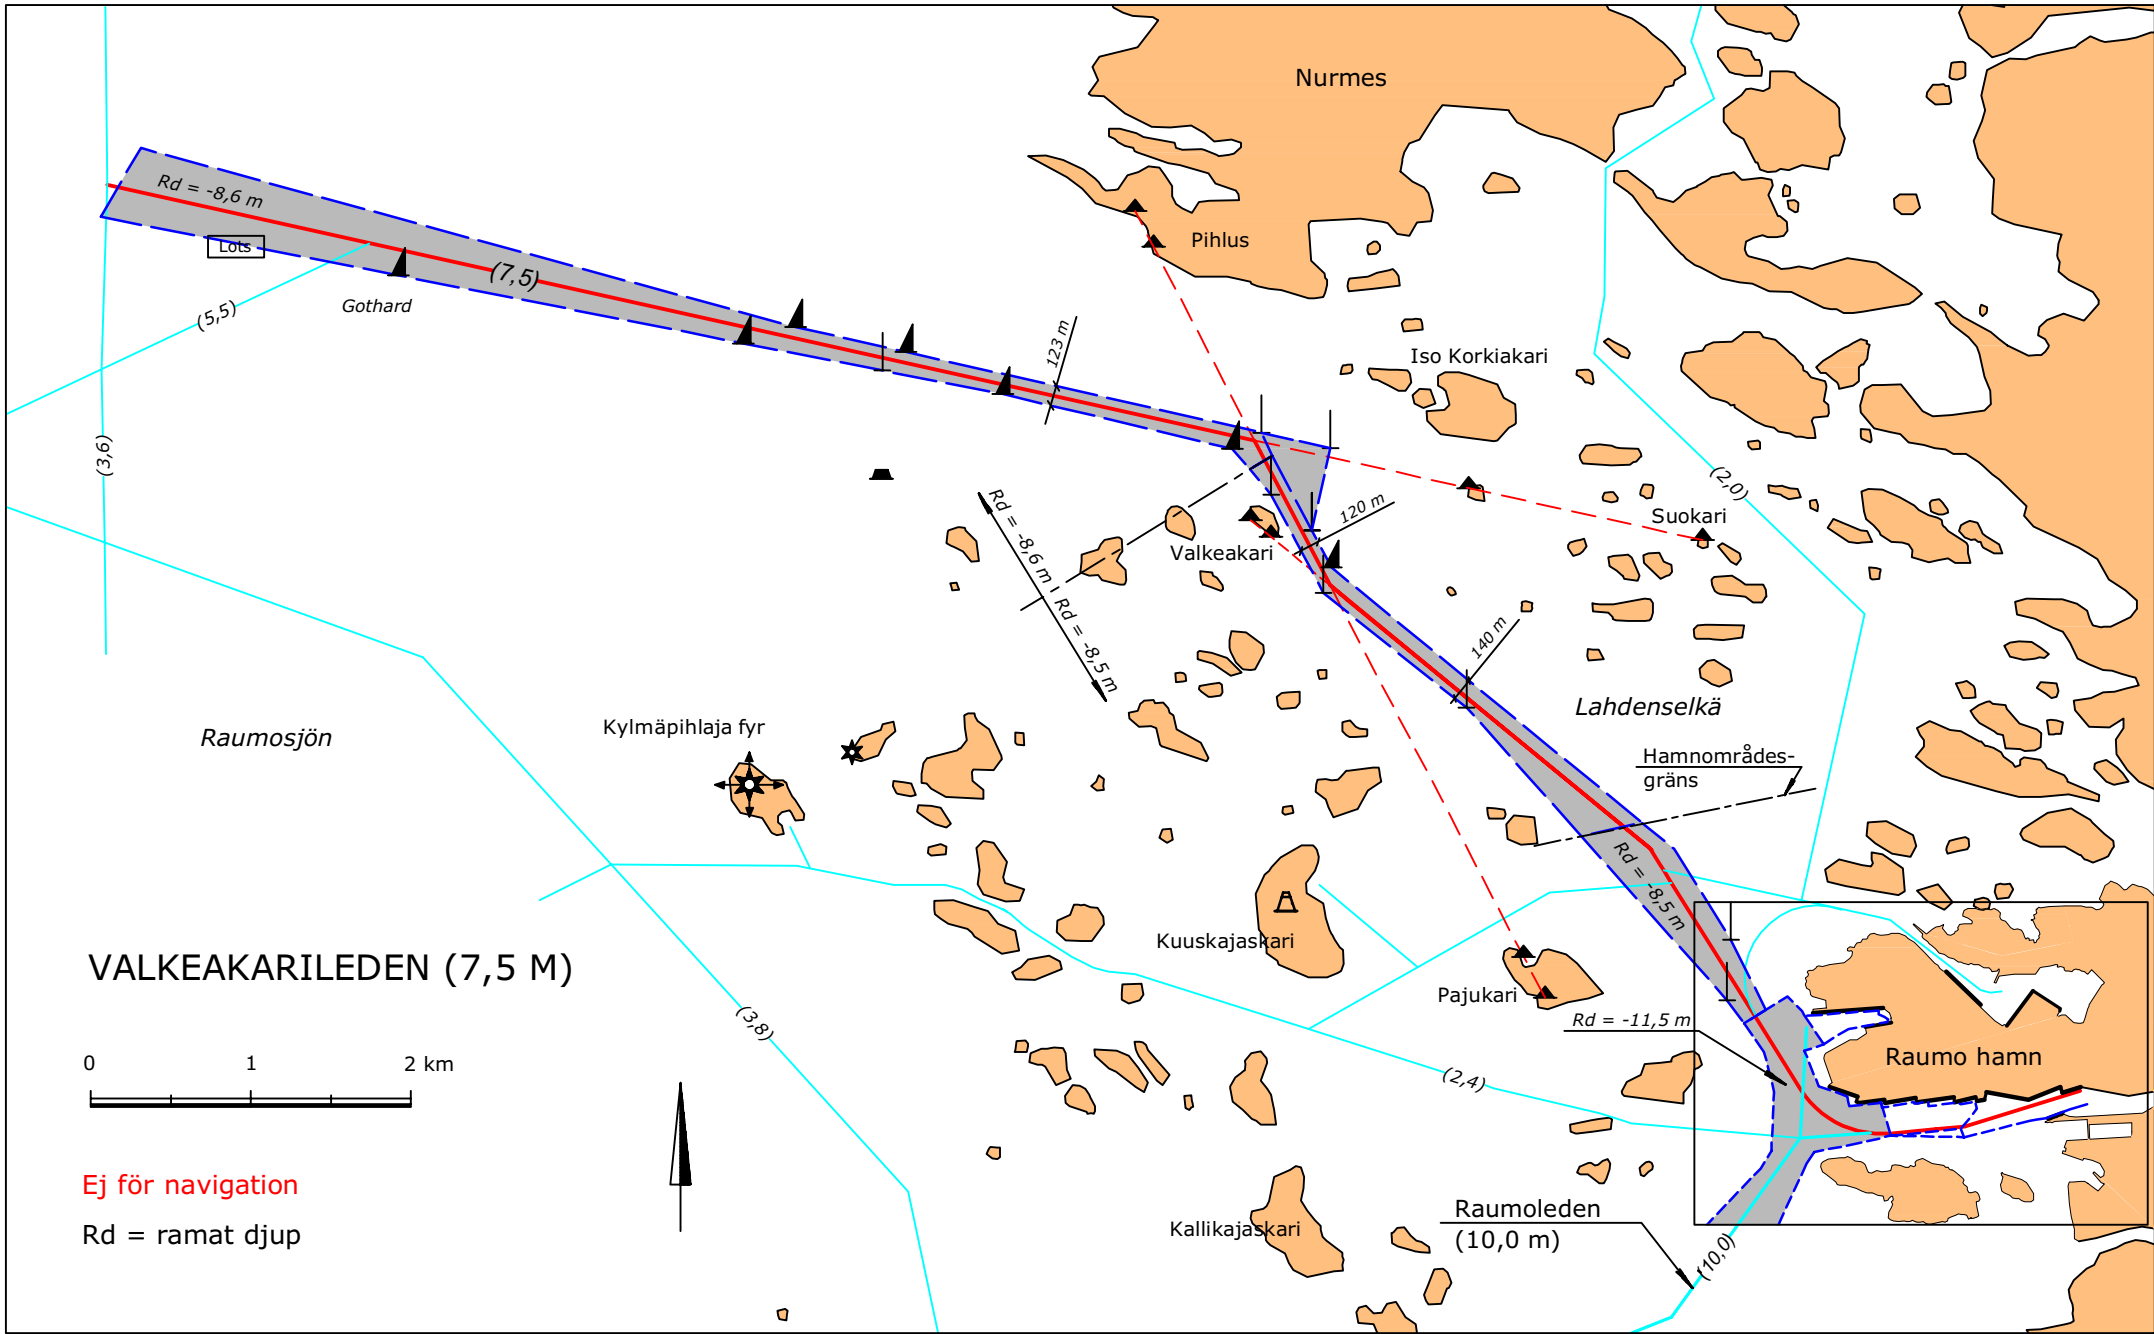 Nurmes
Rd = -8,6 m
Pihlus
Lots
(7,5)
Gothard
(5,5)
123 m
Iso Korkiakari
(3,6)
(2,0)
Rd = -8,6 m
120 m
Suokari
Valkeakari
Rd = -8,5 m
140 m
Lahdenselkä
Raumosjön
Kylmäpihlaja fyr
Hamnområdes-
gräns
Rd = -8,5 m
Kuuskajaskari
VALKEAKARILEDEN (7,5 M)
Pajukari
(3,8)
Rd = -11,5 m
Raumo hamn
0 1 2 km
(2,4)
Ej för navigation
Raumoleden
(10,0 m)
Kallikajaskari
Rd = ramat djup
(10,0)